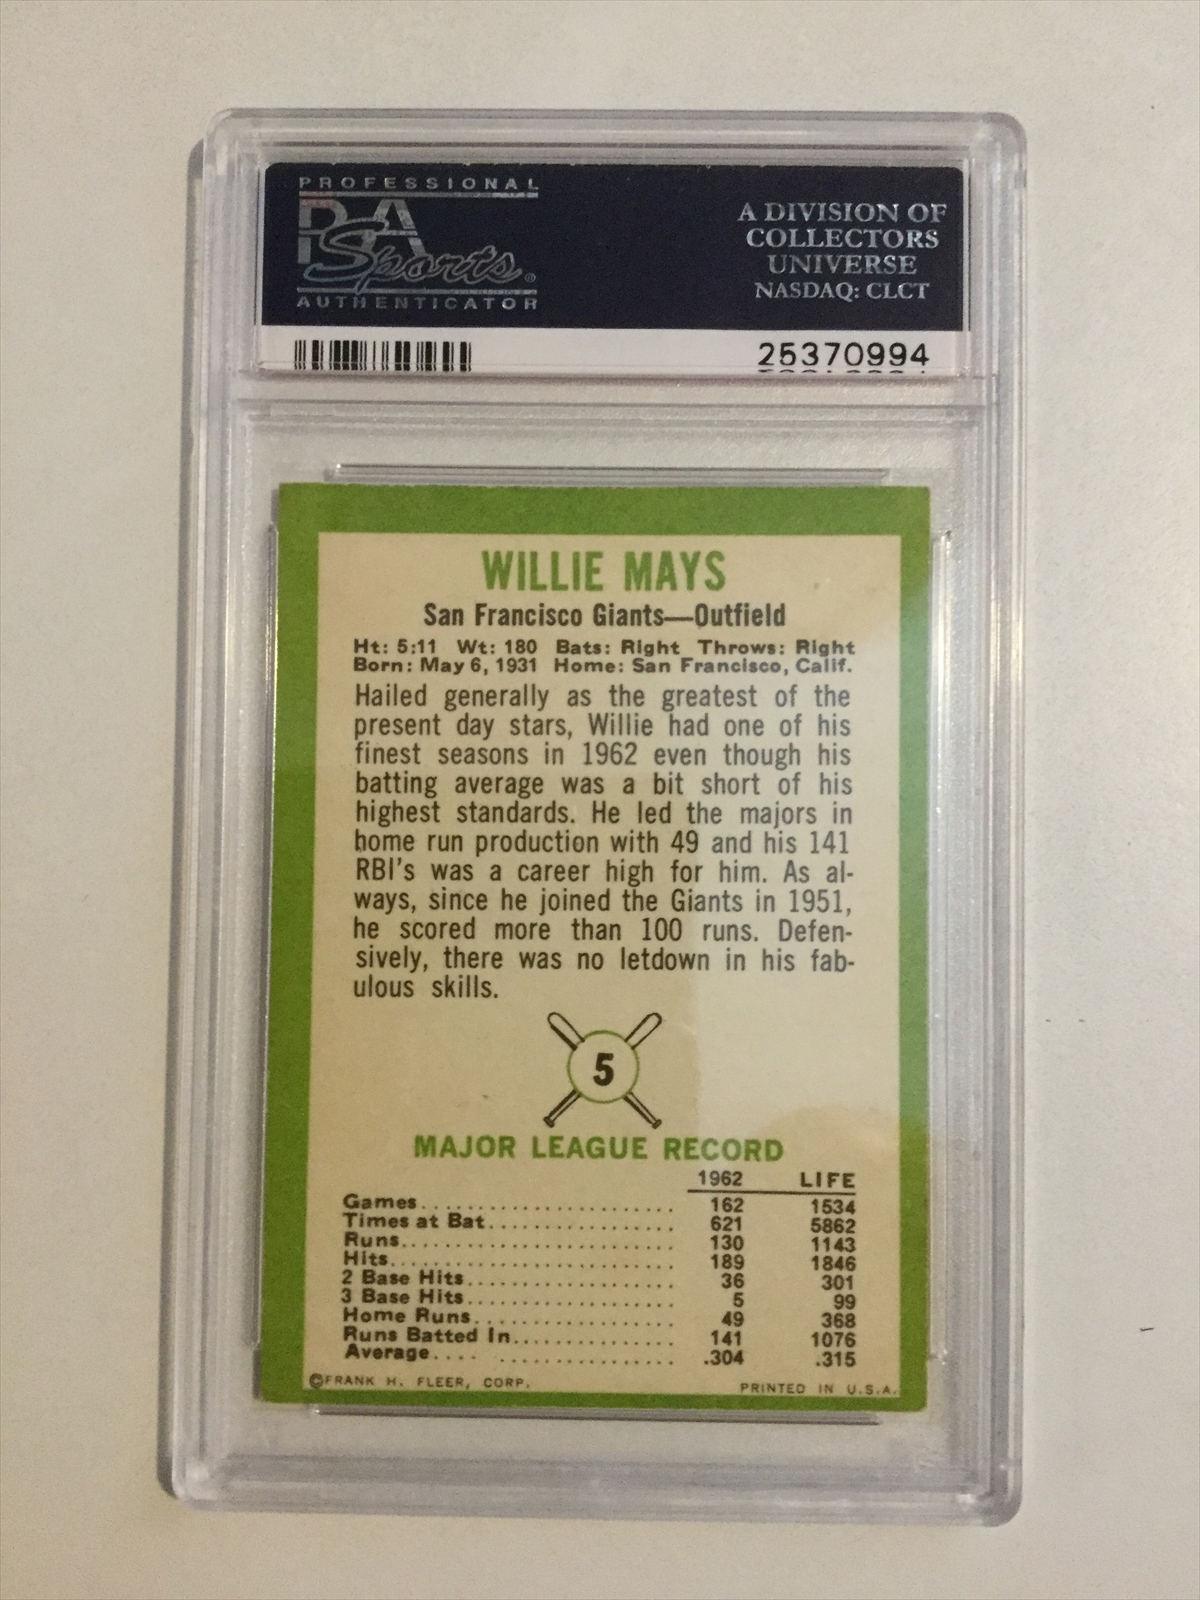 PROFESSIONAL
PSA
Sports®
AUTHENTICATOR
A DIVISION OF
COLLECTORS
UNIVERSE
NASDAQ: CLCT
25370994
WILLIE MAYS
San Francisco Giants—Outfield
Ht: 5:11 Wt: 180 Bats: Right Throws: Right
Born: May 6, 1931 Home: San Francisco, Calif.
Hailed generally as the greatest of the
present day stars, Willie had one of his
finest seasons in 1962 even though his
batting average was a bit short of his
highest standards. He led the majors in
home run production with 49 and his 141
RBI's was a career high for him. As al-
ways, since he joined the Giants in 1951,
he scored more than 100 runs. Defen-
sively, there was no letdown in his fab-
ulous skills.
5
MAJOR LEAGUE RECORD
1962 LIFE
Games........................ 162 1534
Times at Bat................. 621 5862
Runs......................... 130 1143
Hits......................... 189 1846
2 Base Hits.................. 36 301
3 Base Hits.................. 5 99
Home Runs.................... 49 368
Runs Batted In............... 141 1076
Average.... ................ .304 .315
©FRANK H. FLEER, CORP. PRINTED IN U.S.A.